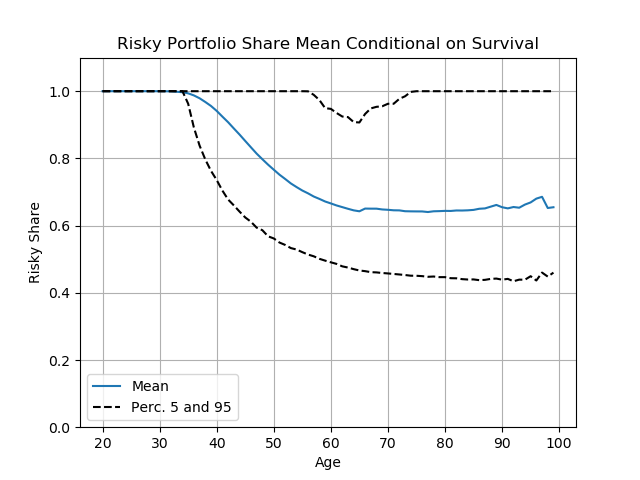 Risky Portfolio Share Mean Conditional on Survival
1.0
0.8
0.6
0.4
0.2
0.0
Risky Share
Mean
Perc. 5 and 95
20 30 40 50 60 70 80 90 100
Age